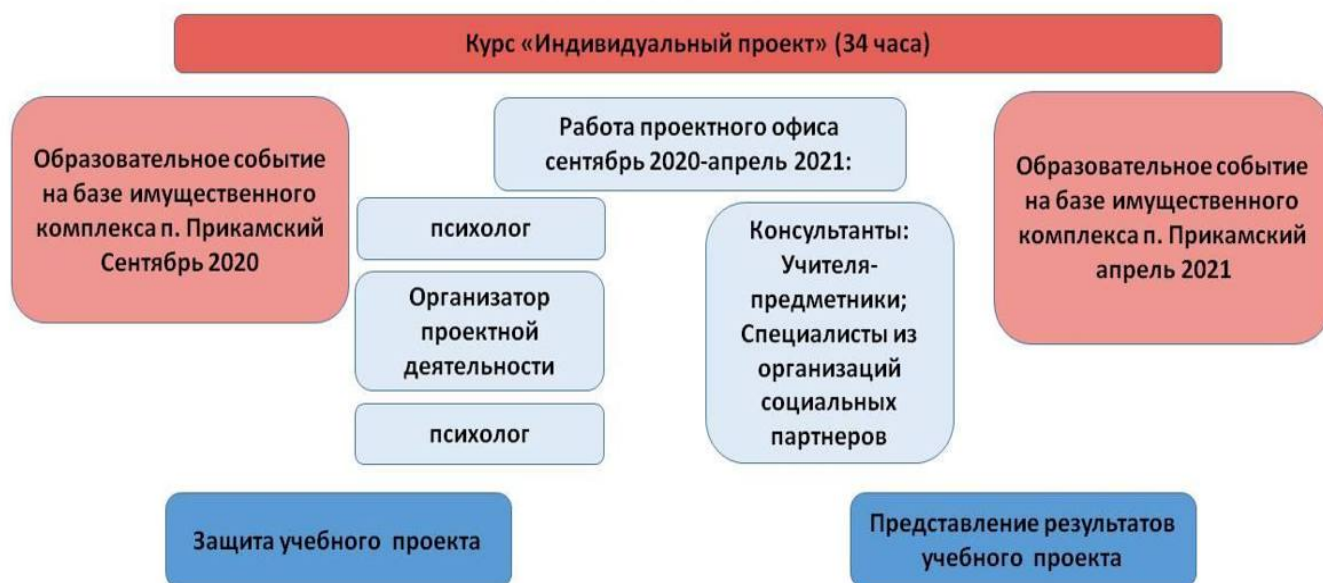 Курс «Индивидуальный проект» (34 часа)
Образовательное событие
на базе имущественного
комплекса п. Прикамский
Сентябрь 2020
Работа проектного офиса
сентябрь 2020-апрель 2021:
психолог
Организатор
проектной
деятельности
психолог
Консультанты:
Учителя-
предметники;
Специалисты из
организаций
социальных
партнеров
Образовательное событие
на базе имущественного
комплекса п. Прикамский
апрель 2021
Защита учебного проекта
Представление результатов
учебного проекта